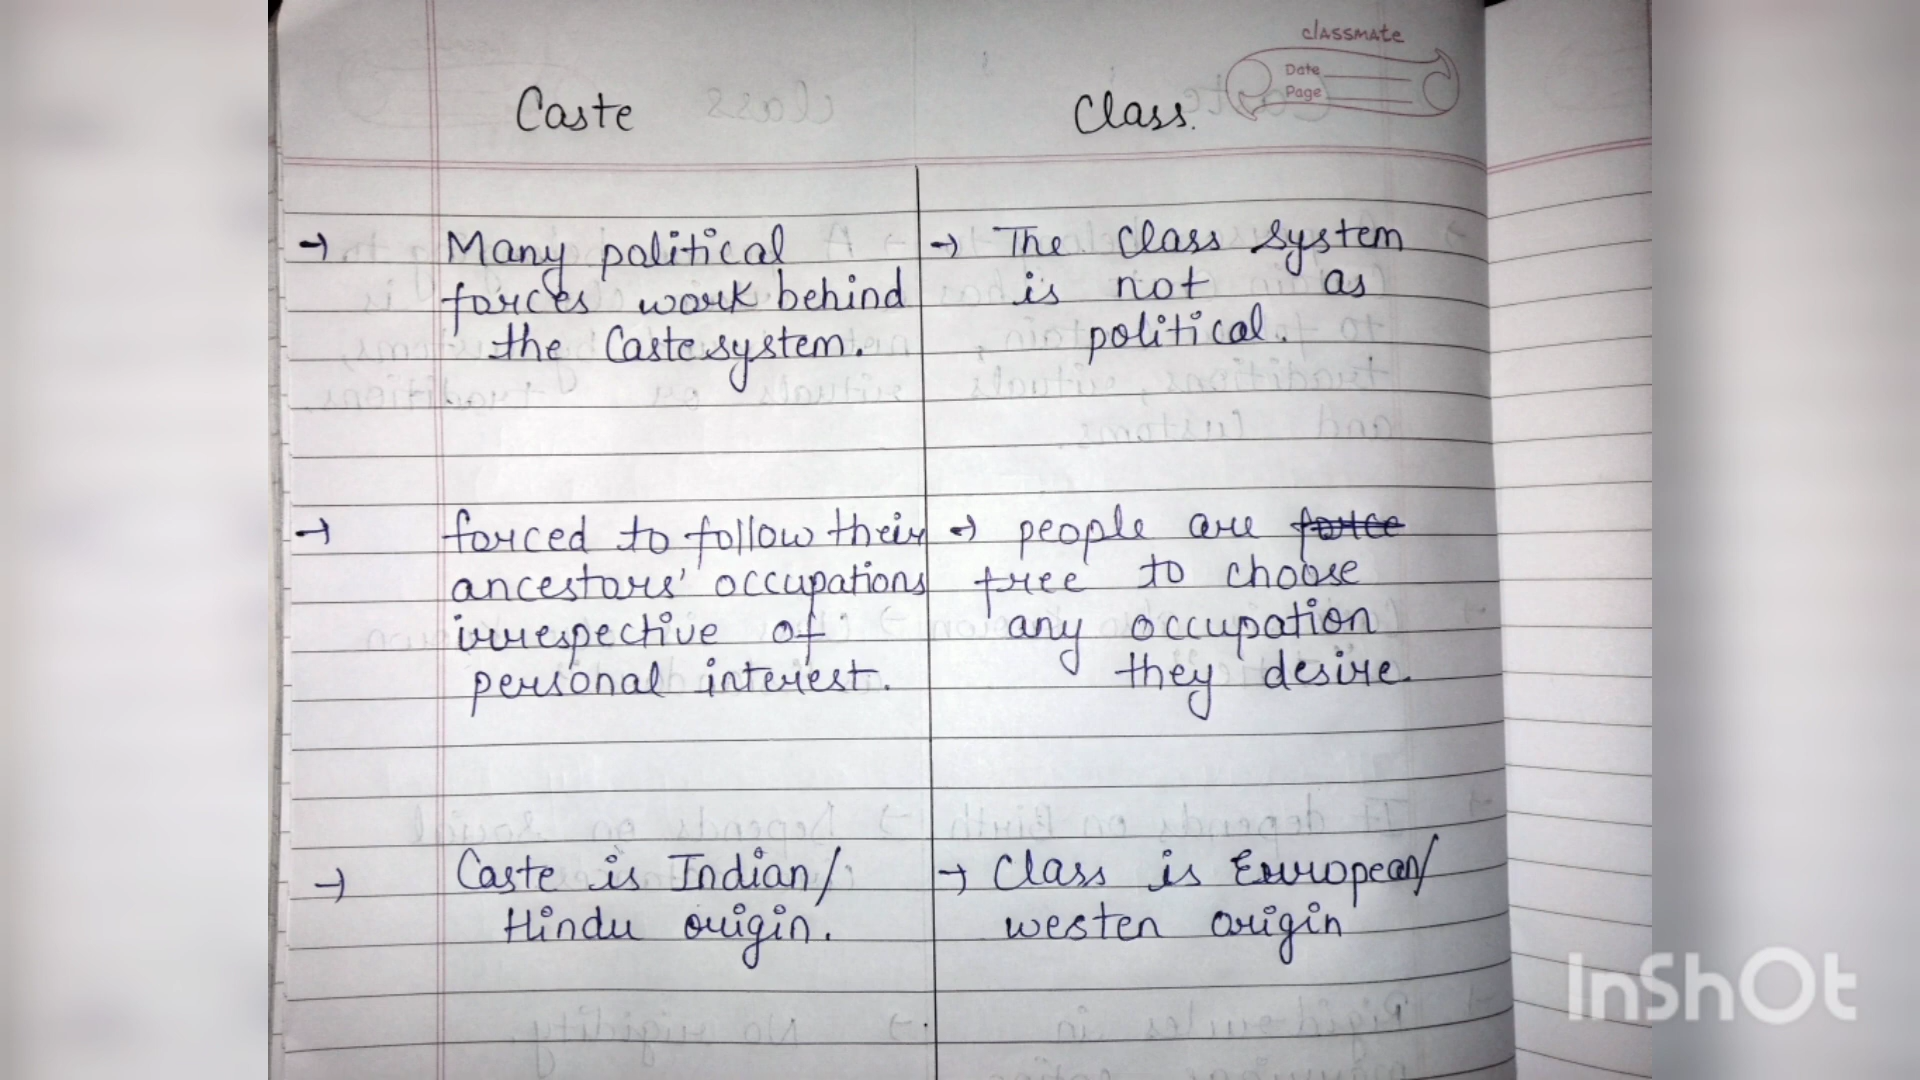 classmate
Date
Page
Caste
Class.
→ Many political
forces work behind
the Caste system.
→ The class system
is not as
political.
→ forced to follow their
ancestors' occupations
irrespective of
personal interest.
→ people are force
free to choose
any occupation
they desire.
→ Caste is Indian/
Hindu origin.
→ Class is European/
westen origin
InShOt